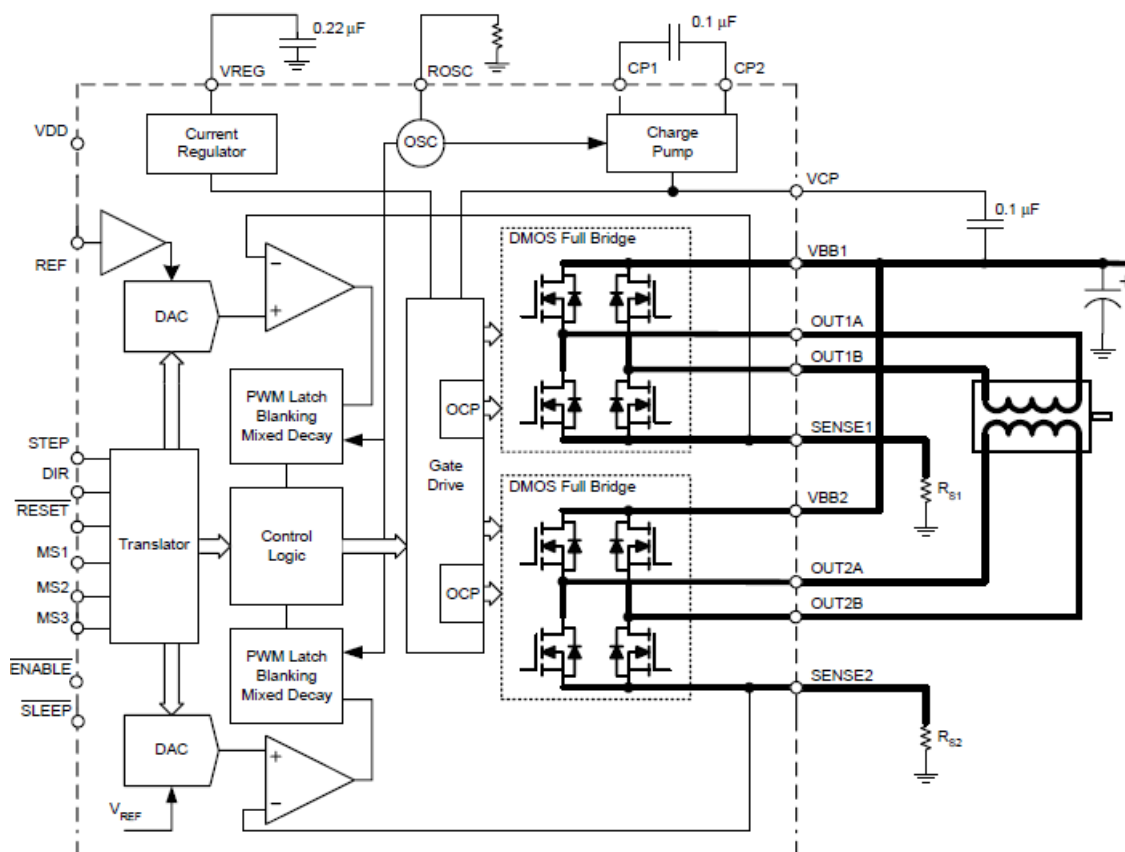 0.22 μF
0.1 μF
VREG
ROSC
CP1
CP2
VDD
Current
Regulator
OSC
Charge
Pump
VCP
0.1 μF
REF
DAC
−
+
DMOS Full Bridge
VBB1
+
OUT1A
OUT1B
PWM Latch
Blanking
Mixed Decay
OCP
SENSE1
STEP
DIR
RESET
MS1
MS2
MS3
Translator
Control
Logic
Gate
Drive
DMOS Full Bridge
RS1
VBB2
OUT2A
OCP
OUT2B
ENABLE
SLEEP
PWM Latch
Blanking
Mixed Decay
SENSE2
DAC
+
−
RS2
VREF